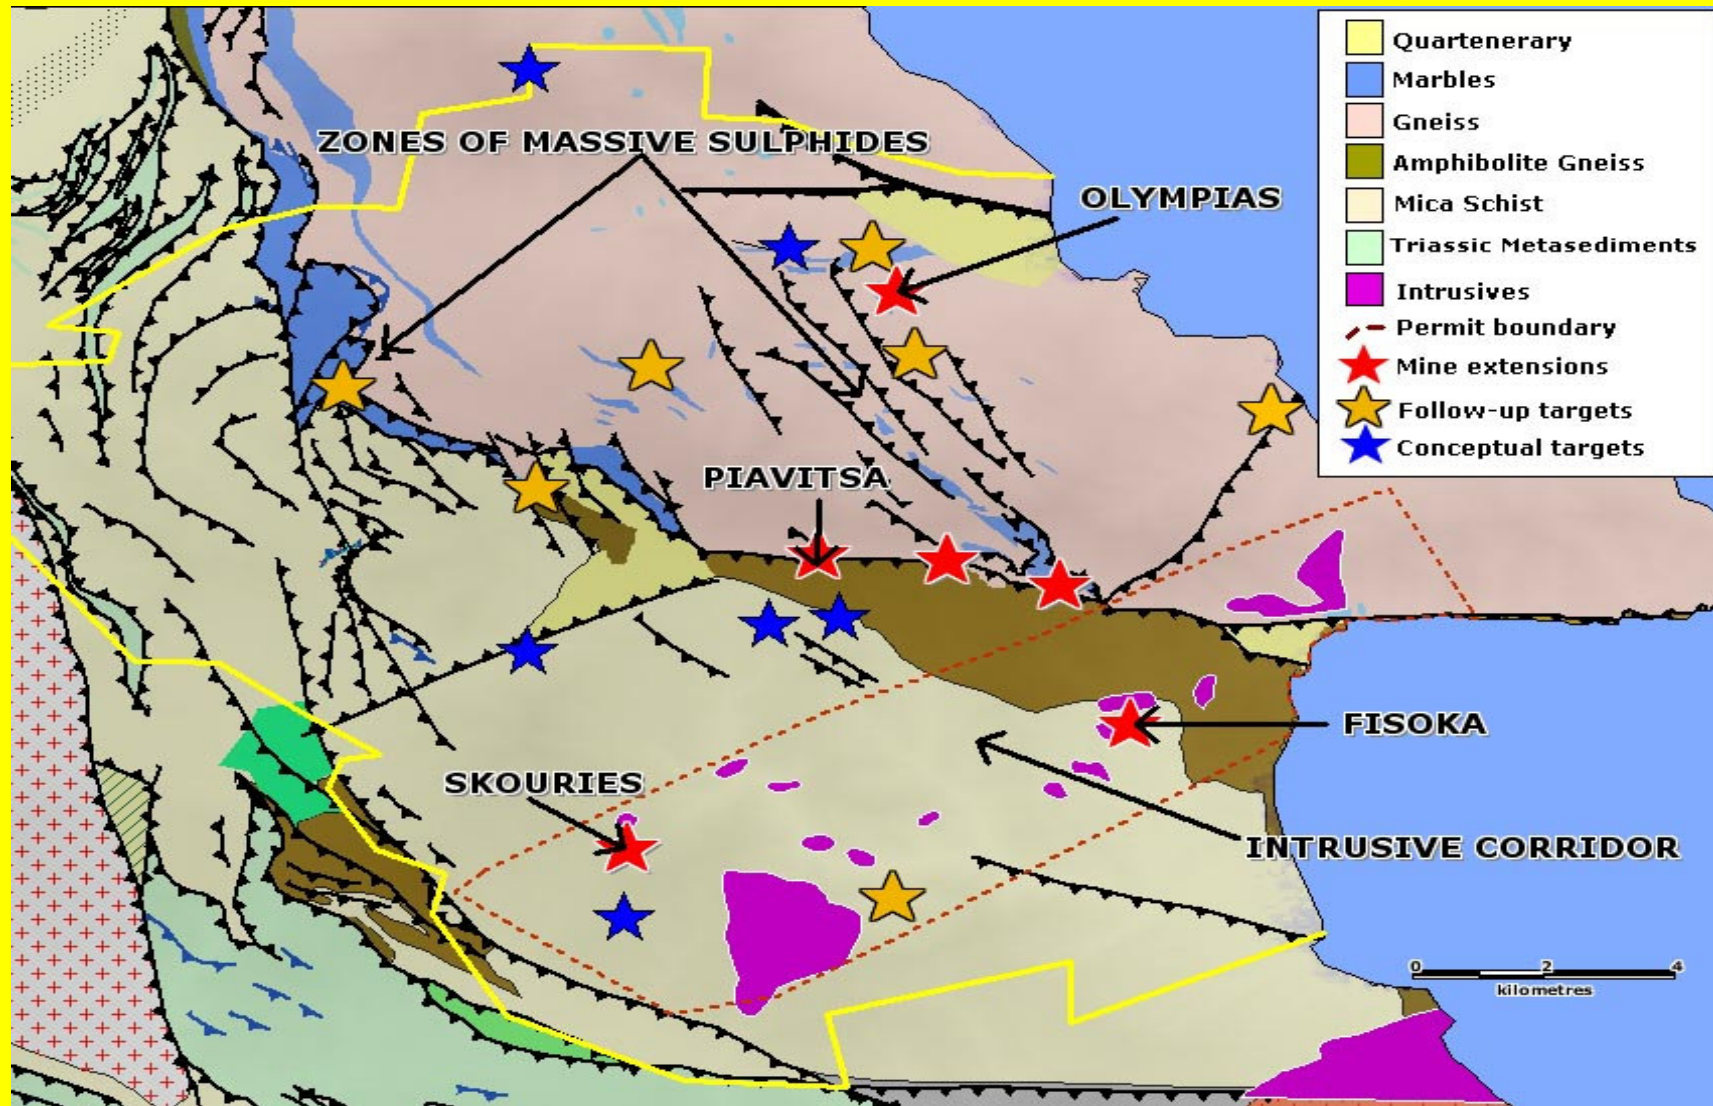 Quartenerary
Marbles
Gneiss
Amphibolite Gneiss
Mica Schist
Triassic Metasediments
Intrusives
Permit boundary
Mine extensions
Follow-up targets
Conceptual targets
ZONES OF MASSIVE SULPHIDES
OLYMPIAS
PIAVITSA
FISOKA
SKOURIES
INTRUSIVE CORRIDOR
0 2 4
kilometres